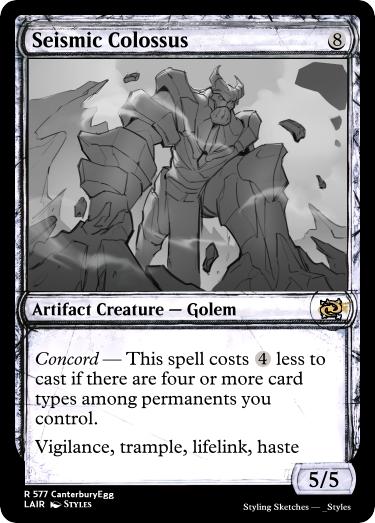 Seismic Colossus 8
Artifact Creature — Golem
Concord — This spell costs 4 less to
cast if there are four or more card
types among permanents you
control.
Vigilance, trample, lifelink, haste
5/5
R 577 CanterburyEgg
LAIR STYLES
Styling Sketches — _Styles